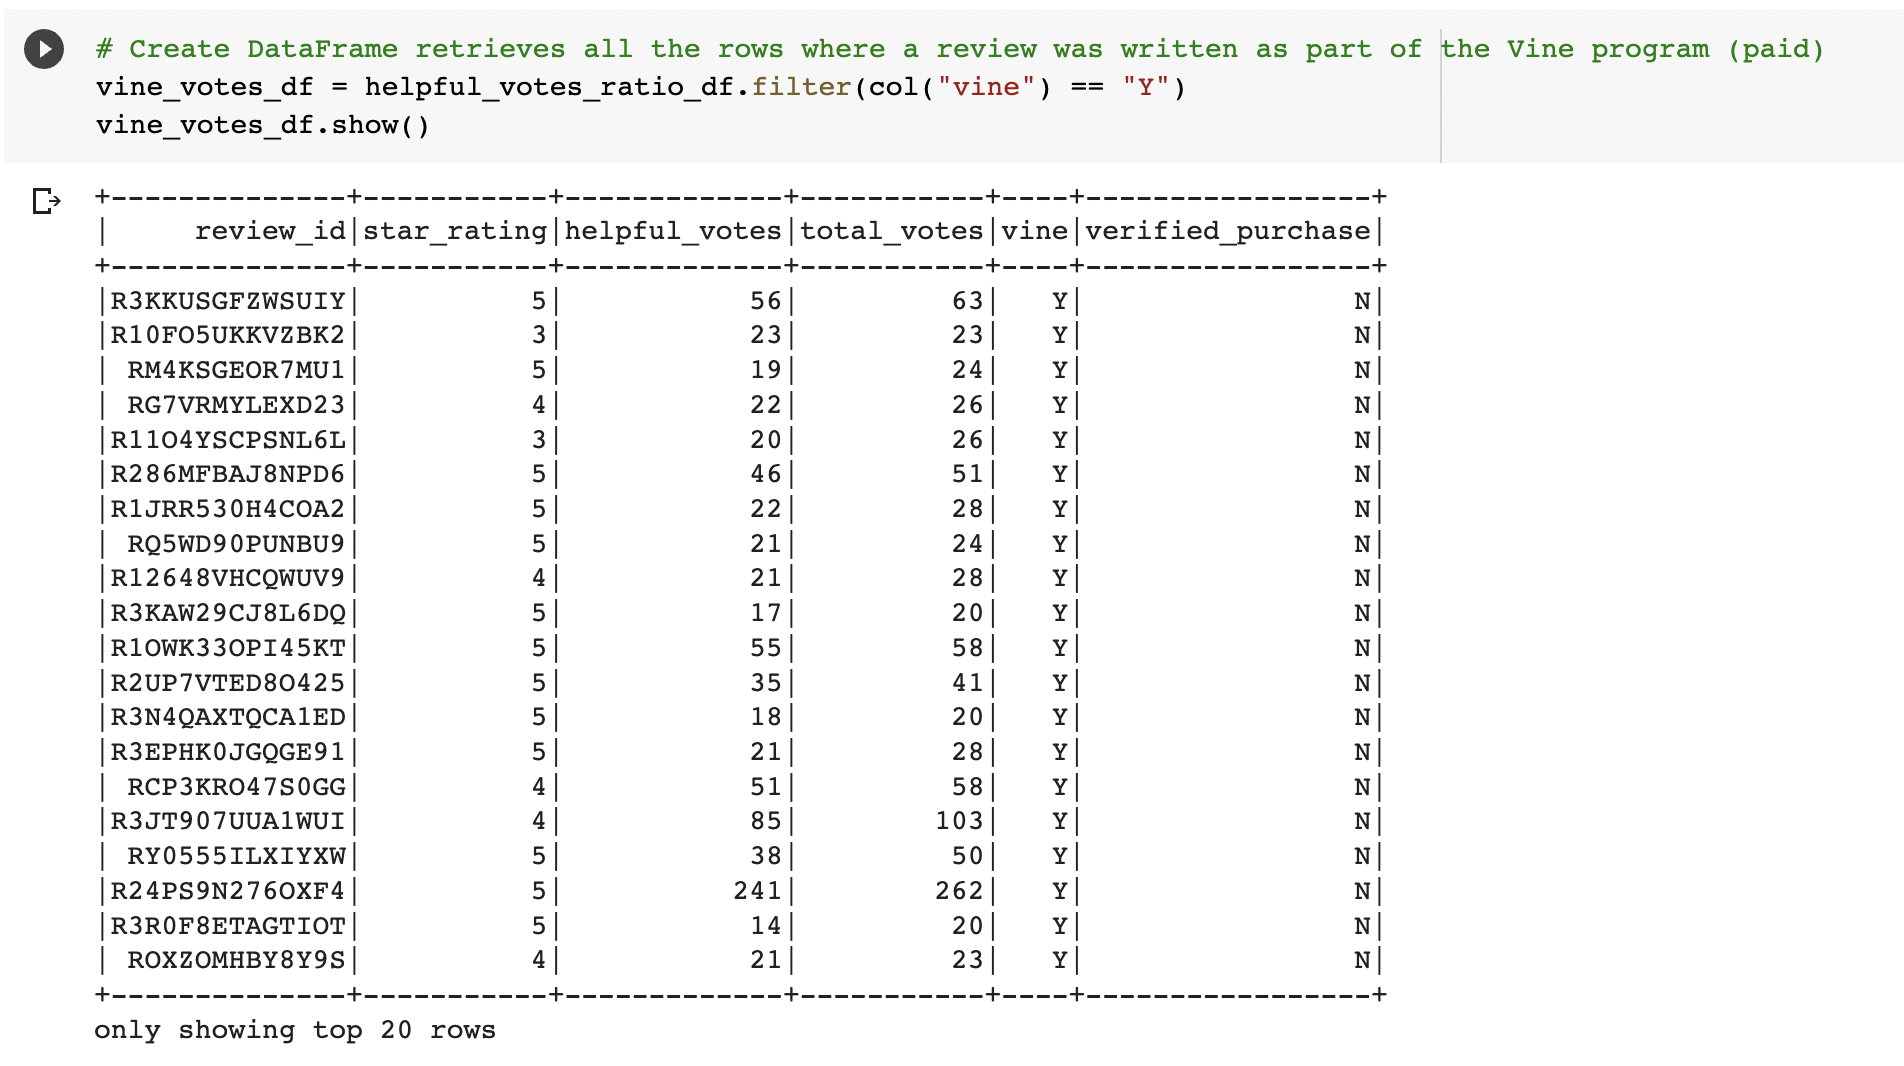 # Create DataFrame retrieves all the rows where a review was written as part of the Vine program (paid)
vine_votes_df = helpful_votes_ratio_df.filter(col("vine") == "Y")
vine_votes_df.show()
+--------------+-----------+-------------+-----------+----+-----------------+
|     review_id|star_rating|helpful_votes|total_votes|vine|verified_purchase|
+--------------+-----------+-------------+-----------+----+-----------------+
|R3KKUSGFZWSUIY|          5|           56|         63|   Y|                N|
|R10FO5UKKVZBK2|          3|           23|         23|   Y|                N|
| RM4KSGEOR7MU1|          5|           19|         24|   Y|                N|
| RG7VRMYLEXD23|          4|           22|         26|   Y|                N|
|R11O4YSCPSNL6L|          3|           20|         26|   Y|                N|
|R286MFBAJ8NPD6|          5|           46|         51|   Y|                N|
|R1JRR530H4COA2|          5|           22|         28|   Y|                N|
| RQ5WD90PUNBU9|          5|           21|         24|   Y|                N|
|R12648VHCQWUV9|          4|           21|         28|   Y|                N|
|R3KAW29CJ8L6DQ|          5|           17|         20|   Y|                N|
|R1OWK33OPI45KT|          5|           55|         58|   Y|                N|
|R2UP7VTED8O425|          5|           35|         41|   Y|                N|
|R3N4QAXTQCA1ED|          5|           18|         20|   Y|                N|
|R3EPHK0JGQGE91|          5|           21|         28|   Y|                N|
| RCP3KRO47S0GG|          4|           51|         58|   Y|                N|
|R3JT907UUA1WUI|          4|           85|        103|   Y|                N|
| RY0555ILXIYXW|          5|           38|         50|   Y|                N|
|R24PS9N276OXF4|          5|          241|        262|   Y|                N|
|R3R0F8ETAGTIOT|          5|           14|         20|   Y|                N|
| ROXZOMHBY8Y9S|          4|           21|         23|   Y|                N|
+--------------+-----------+-------------+-----------+----+-----------------+
only showing top 20 rows